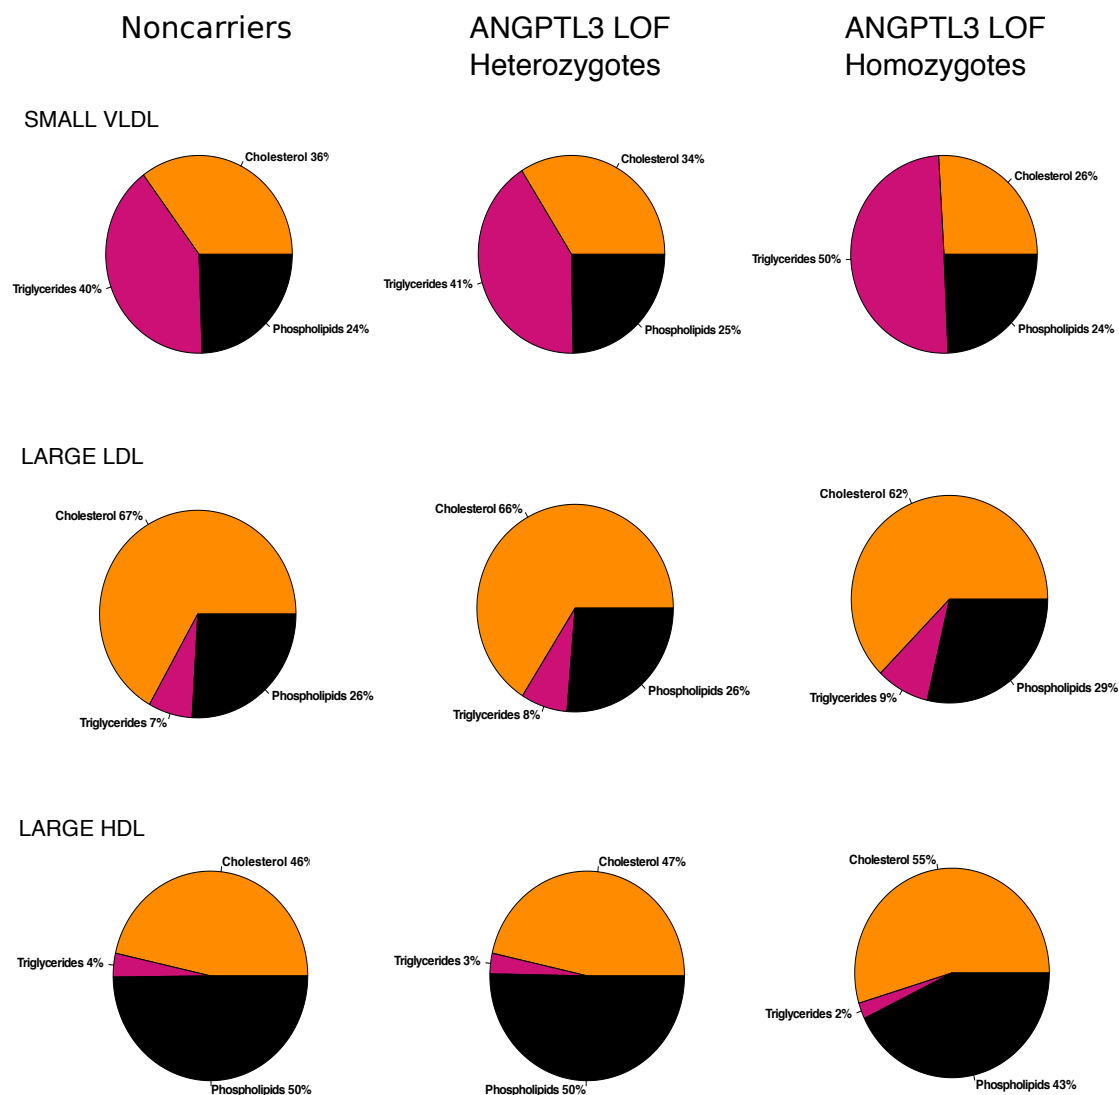 Noncarriers
ANGPTL3 LOF
Heterozygotes
ANGPTL3 LOF
Homozygotes
SMALL VLDL
Cholesterol 36%
Triglycerides 40%
Phospholipids 24%
Cholesterol 34%
Triglycerides 41%
Phospholipids 25%
Cholesterol 26%
Triglycerides 50%
Phospholipids 24%
LARGE LDL
Cholesterol 67%
Triglycerides 7%
Phospholipids 26%
Cholesterol 66%
Triglycerides 8%
Phospholipids 26%
Cholesterol 62%
Triglycerides 9%
Phospholipids 29%
LARGE HDL
Cholesterol 46%
Triglycerides 4%
Phospholipids 50%
Cholesterol 47%
Triglycerides 3%
Phospholipids 50%
Cholesterol 55%
Triglycerides 2%
Phospholipids 43%